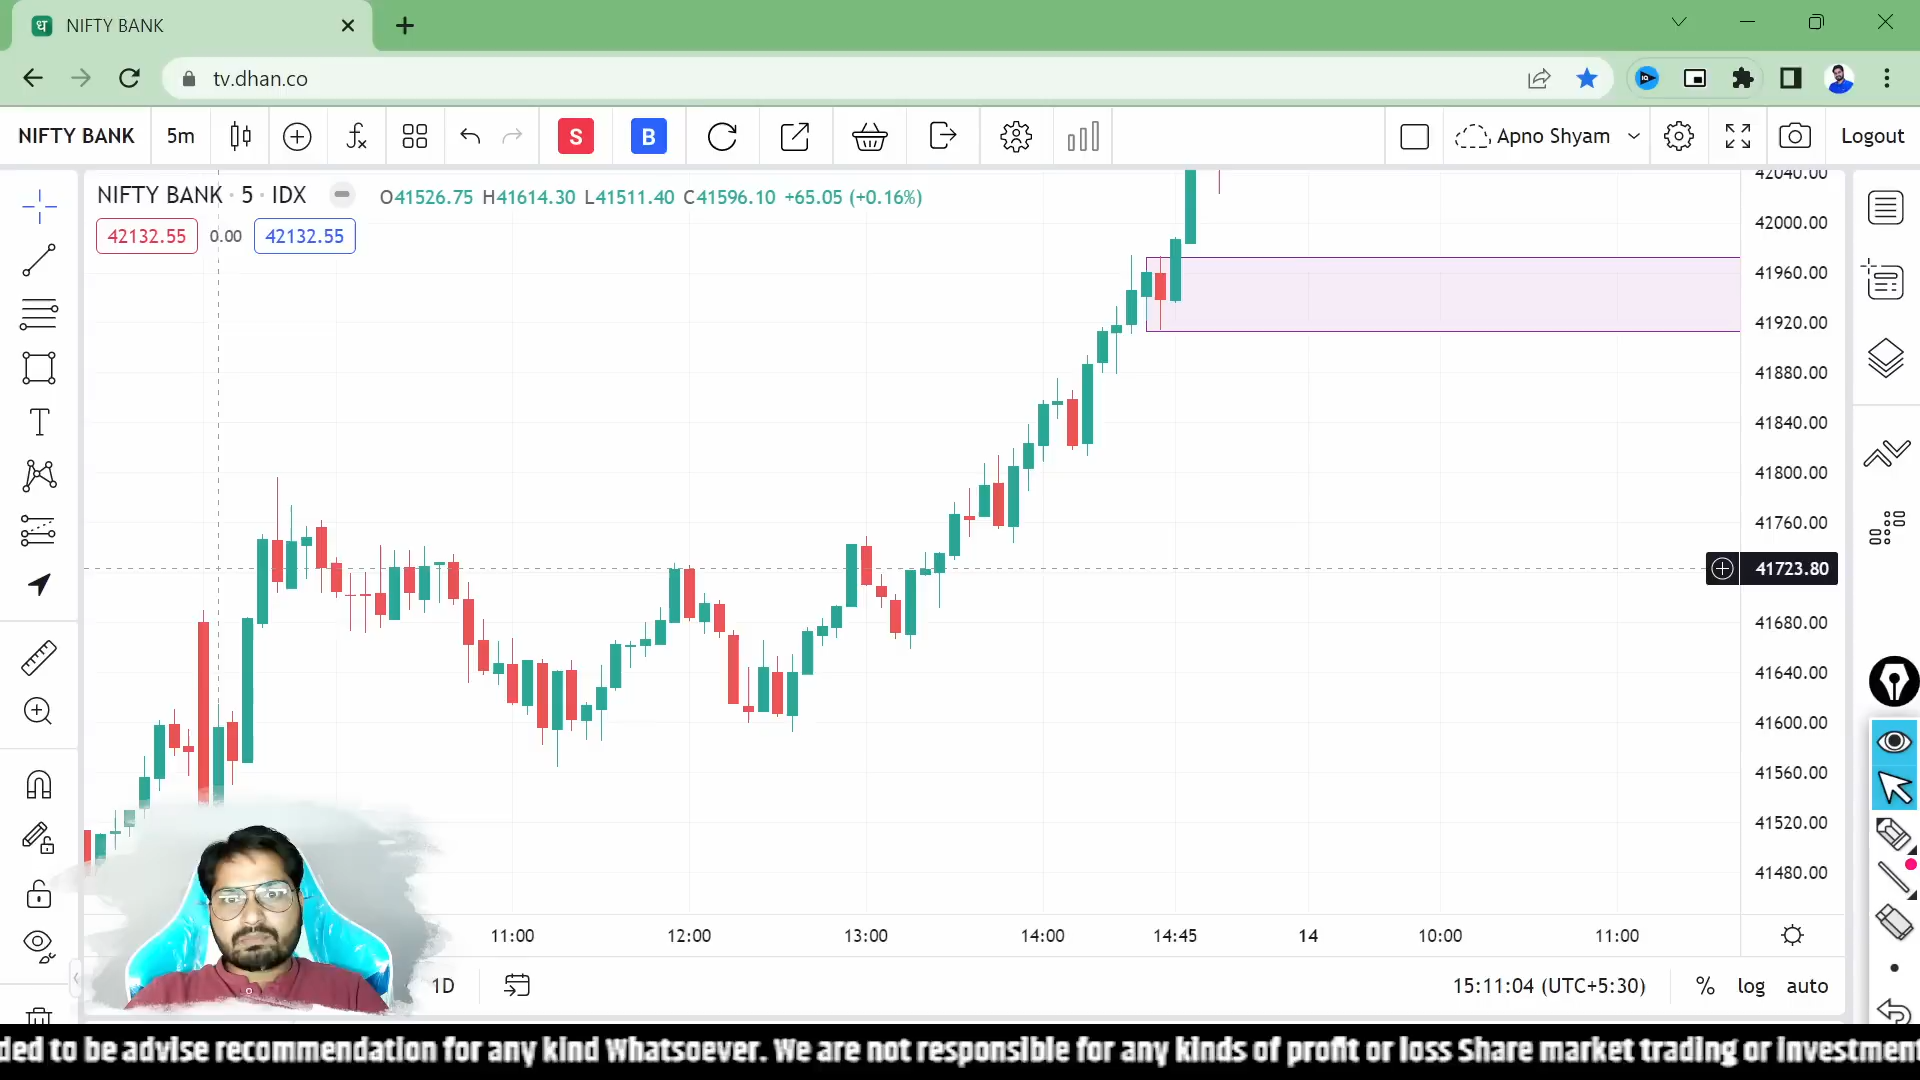 ध NIFTY BANK
tv.dhan.co
NIFTY BANK 5m S B Apno Shyam Logout
NIFTY BANK · 5 · IDX O41526.75 H41614.30 L41511.40 C41596.10 +65.05 (+0.16%)
42132.55 0.00 42132.55
42040.00
42000.00
41960.00
41920.00
41880.00
41840.00
41800.00
41760.00
41723.80
41680.00
41640.00
41600.00
41560.00
41520.00
41480.00
11:00 12:00 13:00 14:00 14:45 14 10:00 11:00
1D 15:11:04 (UTC+5:30) % log auto
ded to be advise recommendation for any kind Whatsoever. We are not responsible for any kinds of profit or loss Share market trading or investment